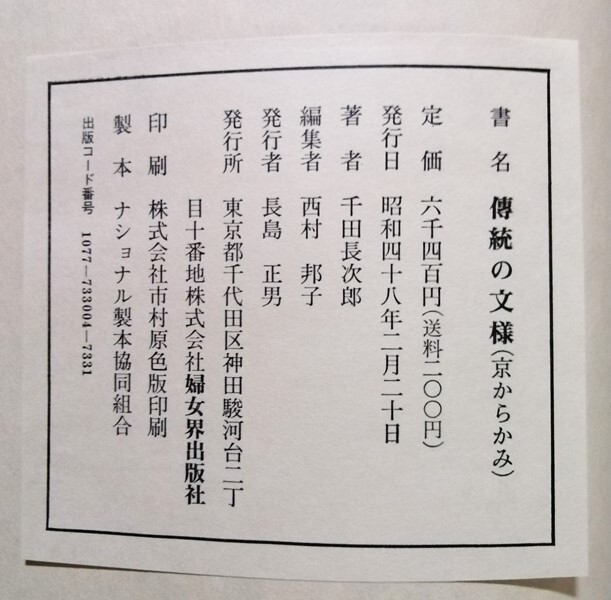 書名 傳統の文様(京からかみ)
定価 六千四百円(送料二〇〇円)
発行日 昭和四十八年二月二十日
著者 千田長次郎
編集者 西村 邦子
発行者 長島 正男
発行所 東京都千代田区神田駿河台二丁
目十番地株式会社婦女界出版社
印刷 株式会社市村原色版印刷
製本 ナショナル製本協同組合
出版コード番号 1077―733004―7331